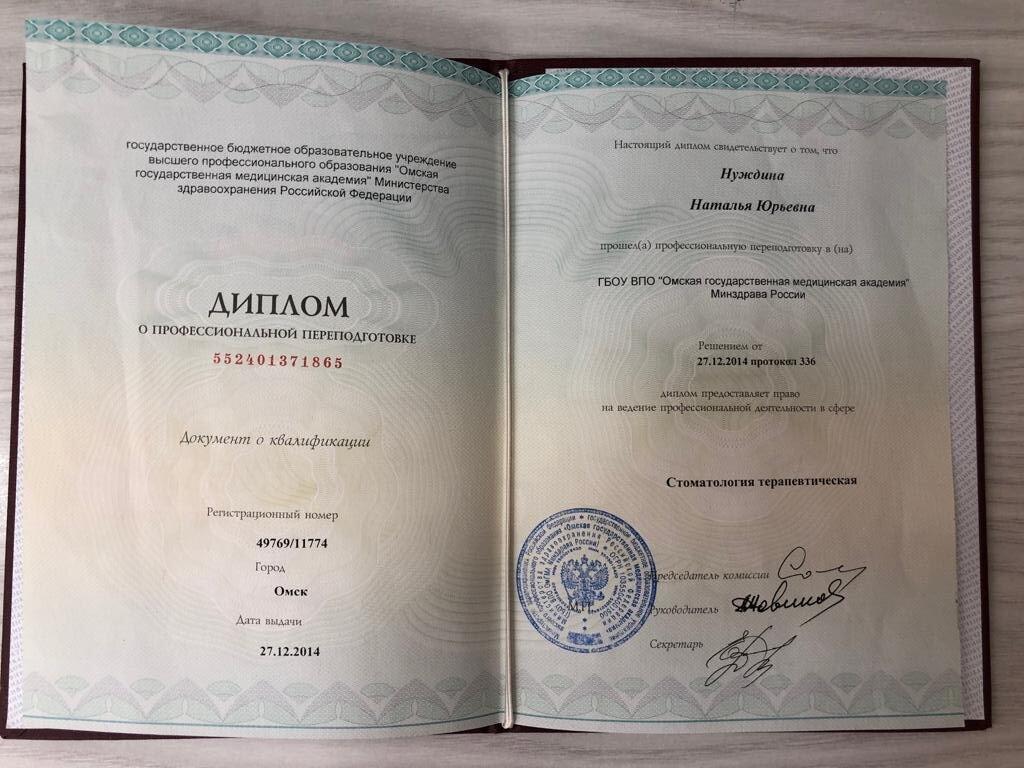 государственное бюджетное образовательное учреждение
высшего профессионального образования "Омская
государственная медицинская академия" Министерства
здравоохранения Российской Федерации
ДИПЛОМ
О ПРОФЕССИОНАЛЬНОЙ ПЕРЕПОДГОТОВКЕ
552401371865
Документ о квалификации
Регистрационный номер
49769/11774
Город
Омск
Дата выдачи
27.12.2014
Настоящий диплом свидетельствует о том, что
Нуждина
Наталья Юрьевна
прошел(а) профессиональную переподготовку в (на)
ГБОУ ВПО "Омская государственная медицинская академия"
Минздрава России
Решением от
27.12.2014 протокол 336
диплом предоставляет право
на ведение профессиональной деятельности в сфере
Стоматология терапевтическая
Председатель комиссии
М.П.
Руководитель
Секретарь